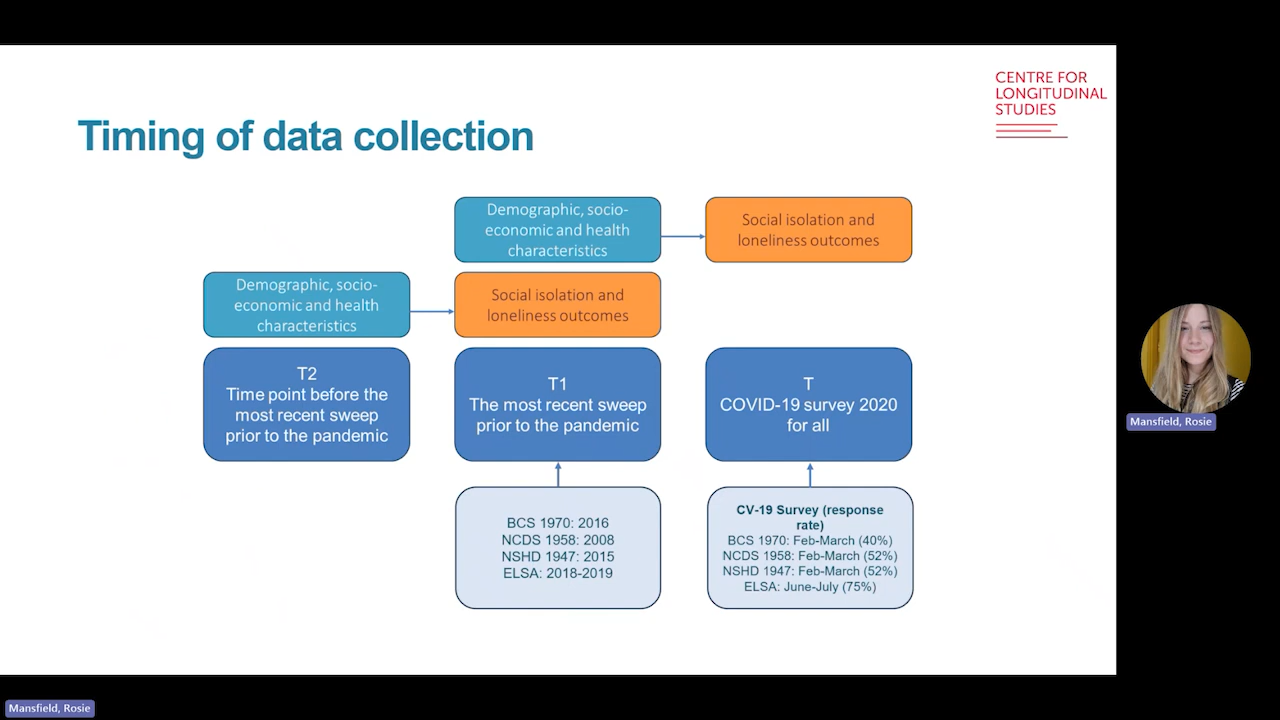 CENTRE FOR
LONGITUDINAL
STUDIES
Timing of data collection
Demographic, socio-
economic and health
characteristics
Social isolation and
loneliness outcomes
Demographic, socio-
economic and health
characteristics
Social isolation and
loneliness outcomes
T2
Time point before the
most recent sweep
prior to the pandemic
T1
The most recent sweep
prior to the pandemic
T
COVID-19 survey 2020
for all
BCS 1970: 2016
NCDS 1958: 2008
NSHD 1947: 2015
ELSA: 2018-2019
CV-19 Survey (response
rate)
BCS 1970: Feb-March (40%)
NCDS 1958: Feb-March (52%)
NSHD 1947: Feb-March (52%)
ELSA: June-July (75%)
Mansfield, Rosie
Mansfield, Rosie